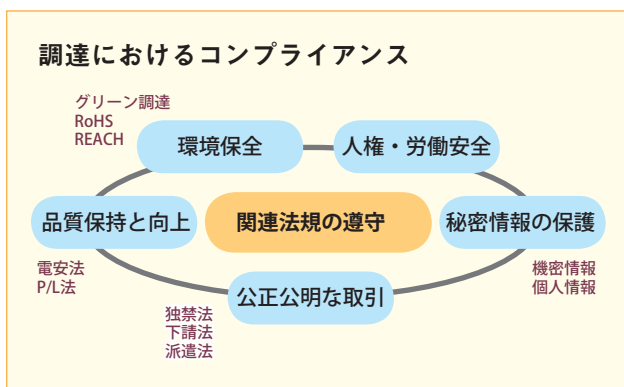 調達におけるコンプライアンス
グリーン調達
RoHS
REACH
環境保全
人権・労働安全
品質保持と向上
関連法規の遵守
秘密情報の保護
電安法
P/L法
機密情報
個人情報
公正公明な取引
独禁法
下請法
派遣法